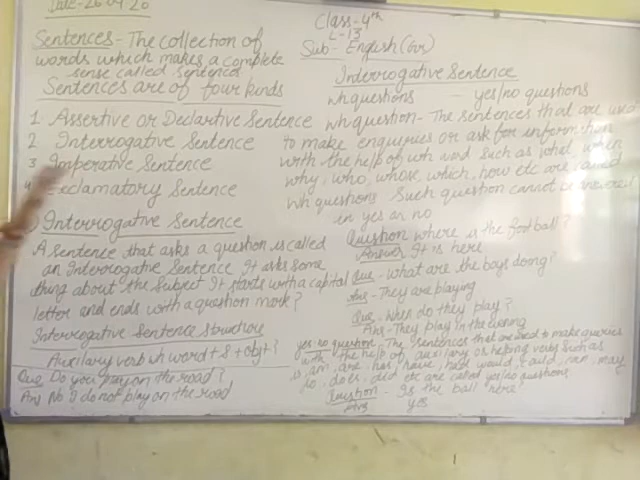 Date-26 04 20
Class-4th
L-13
Sub- English (Gr)
Sentences - The collection of
words which makes a complete
sense called sentence
Sentences are of four kinds
1 Assertive or Declartive Sentence
2 Interrogative Sentence
3 Imperative Sentence
4 Exclamatory Sentence
Interrogative Sentence
A sentence that asks a question is called
an Interrogative Sentence It asks some
thing about the subject It starts with a capital
letter and ends with a question mark?
Interrogative Sentence Structure
Auxilary verb wh word + S + obj + ?
Que Do you play on the road?
Ans No I do not play on the road
Interrogative Sentence
wh questions - yes/no questions
wh question - The sentences that are used
to make enqueries or ask for information
with the help of wh word such as what, when
why, who, whose, which, how etc are called
wh questions Such question cannot be answered
in yes or no
Question where is the football?
Answer It is here
Que - what are the boys doing?
Ans - They are playing
Que - When do they play?
Ans - They play in the evening
yes-no question - The sentences that are used to make queries
with the help of auxilary or helping verbs such as
is, am, are, has, have, had, would, could, can, may
do, does, did etc are called yes/no questions
Question - Is the ball here
Ans yes